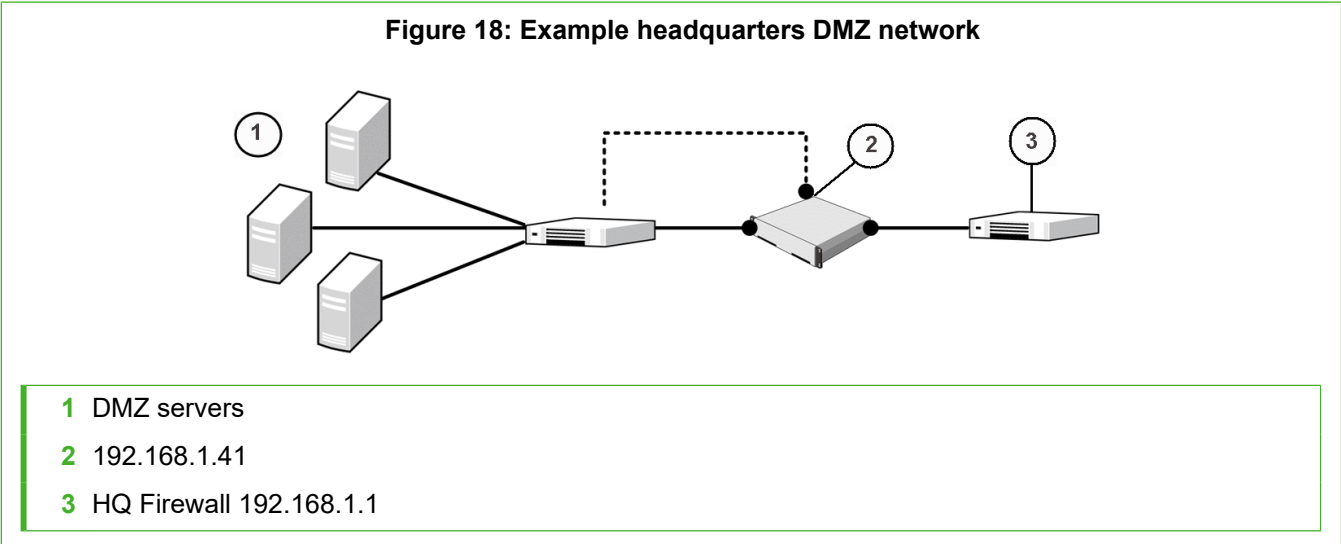 Figure 18: Example headquarters DMZ network
1
2
3
1 DMZ servers
2 192.168.1.41
3 HQ Firewall 192.168.1.1